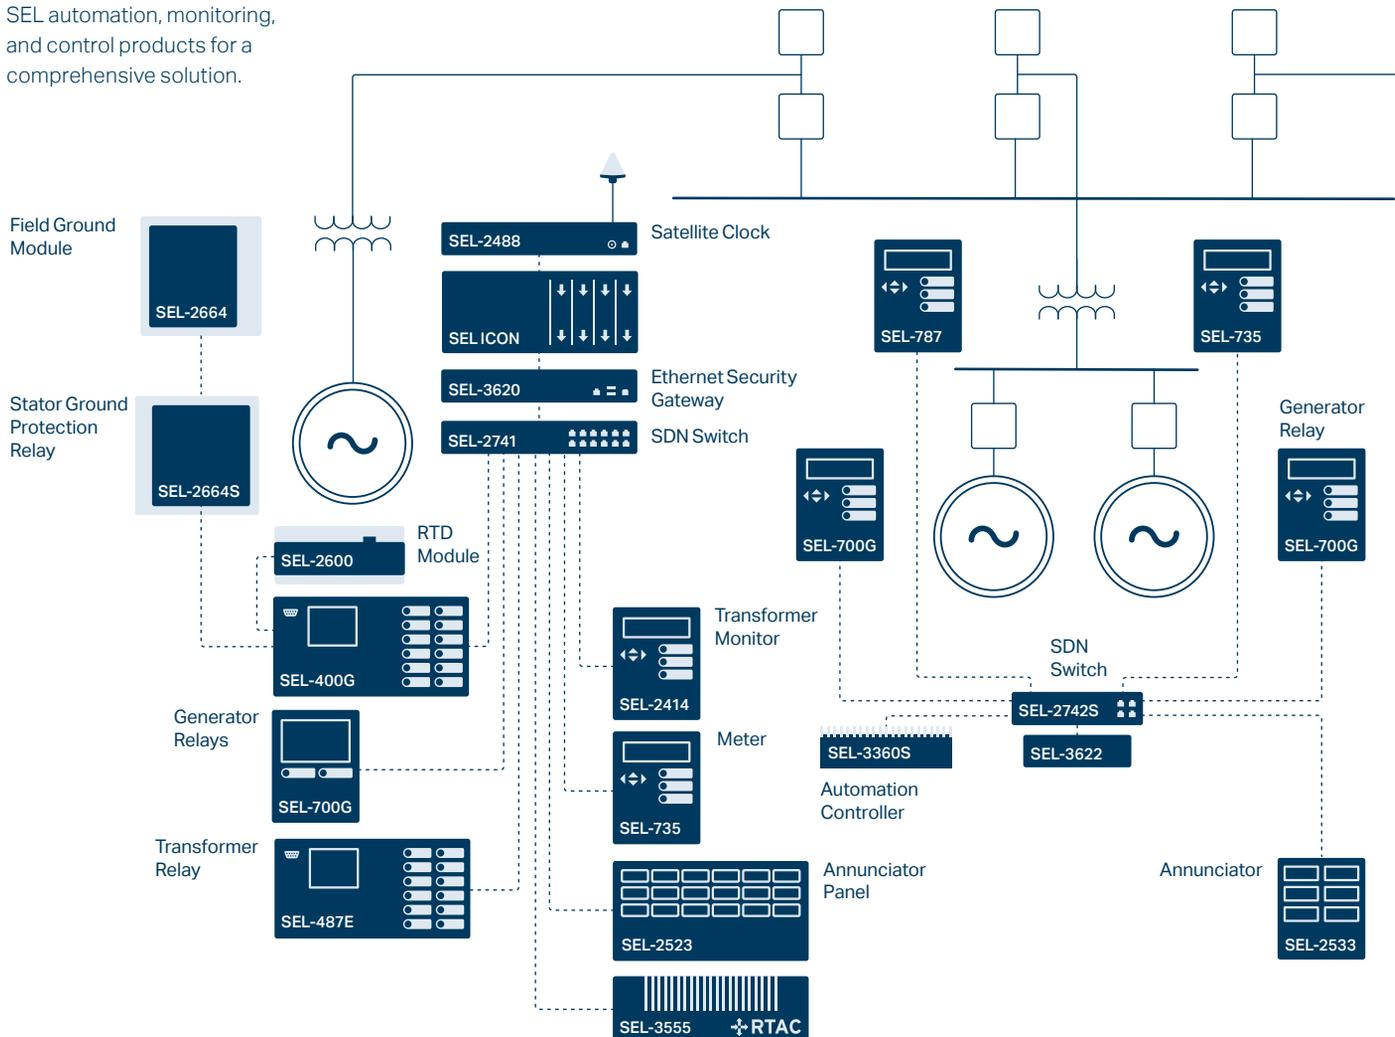 SEL automation, monitoring,
and control products for a
comprehensive solution.
Field Ground
Module
SEL-2664
Stator Ground
Protection
Relay
SEL-2664S
SEL-2488
Satellite Clock
SEL ICON
SEL-3620
Ethernet Security
Gateway
SEL-2741
SDN Switch
SEL-2600
RTD
Module
SEL-400G
Generator
Relays
SEL-700G
Transformer
Relay
SEL-487E
Transformer
Monitor
SEL-2414
Meter
SEL-735
Annunciator
Panel
SEL-2523
SEL-3555
RTAC
SEL-787
SEL-735
SEL-700G
Generator
Relay
SEL-700G
SDN
Switch
SEL-2742S
SEL-3622
SEL-3360S
Automation
Controller
Annunciator
SEL-2533